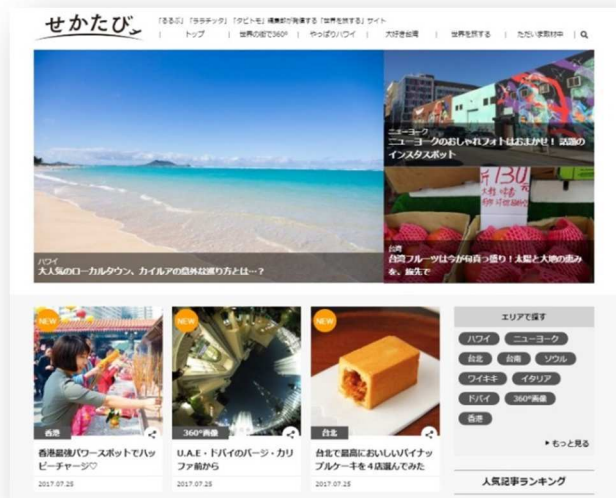 せかたび
「るるぶ」「ララチッタ」「タビトモ」編集部が発信する「世界を旅する」サイト
トップ
世界の街で360°
やっぱりハワイ
大好き台湾
世界を旅する
ただいま取材中
ハワイ
大人気のローカルタウン、カイルアの意外な巡り方とは…？
ニューヨーク
ニューヨークのおしゃれフォトはおまかせ！ 話題の
インスタスポット
130
台湾
台湾フルーツは今が旬真っ盛り！太陽と大地の恵み
を、旅先で
NEW
香港
香港最強パワースポットでハッ
ピーチャージ♡
2017.07.25
NEW
360°画像
U.A.E・ドバイのバージ・カリ
ファ前から
2017.07.25
NEW
台北
台北で最高においしいパイナッ
プルケーキを４店選んでみた
2017.07.25
エリアで探す
ハワイ
ニューヨーク
台北
台南
ソウル
ワイキキ
イタリア
ドバイ
360°画像
香港
もっと見る
人気記事ランキング